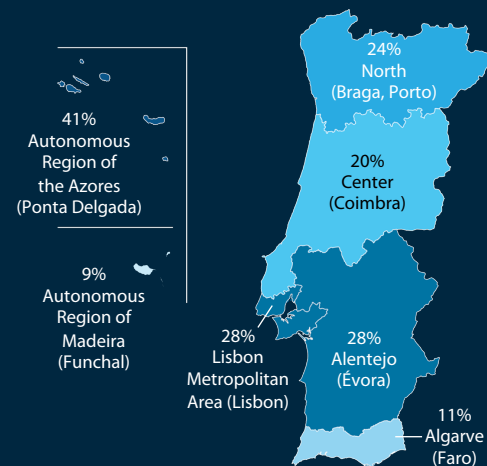 24%
North
(Braga, Porto)
41%
Autonomous
Region of
the Azores
(Ponta Delgada)
20%
Center
(Coimbra)
9%
Autonomous
Region of
Madeira
(Funchal)
28%
Lisbon
Metropolitan
Area (Lisbon)
28%
Alentejo
(Évora)
11%
Algarve
(Faro)